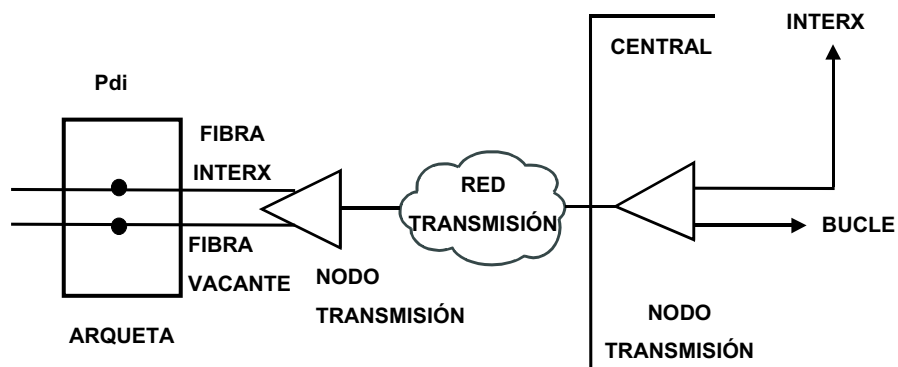 INTERX
CENTRAL
Pdi
FIBRA
INTERX
RED
TRANSMISIÓN
BUCLE
FIBRA
VACANTE
NODO
TRANSMISIÓN
ARQUETA
NODO
TRANSMISIÓN